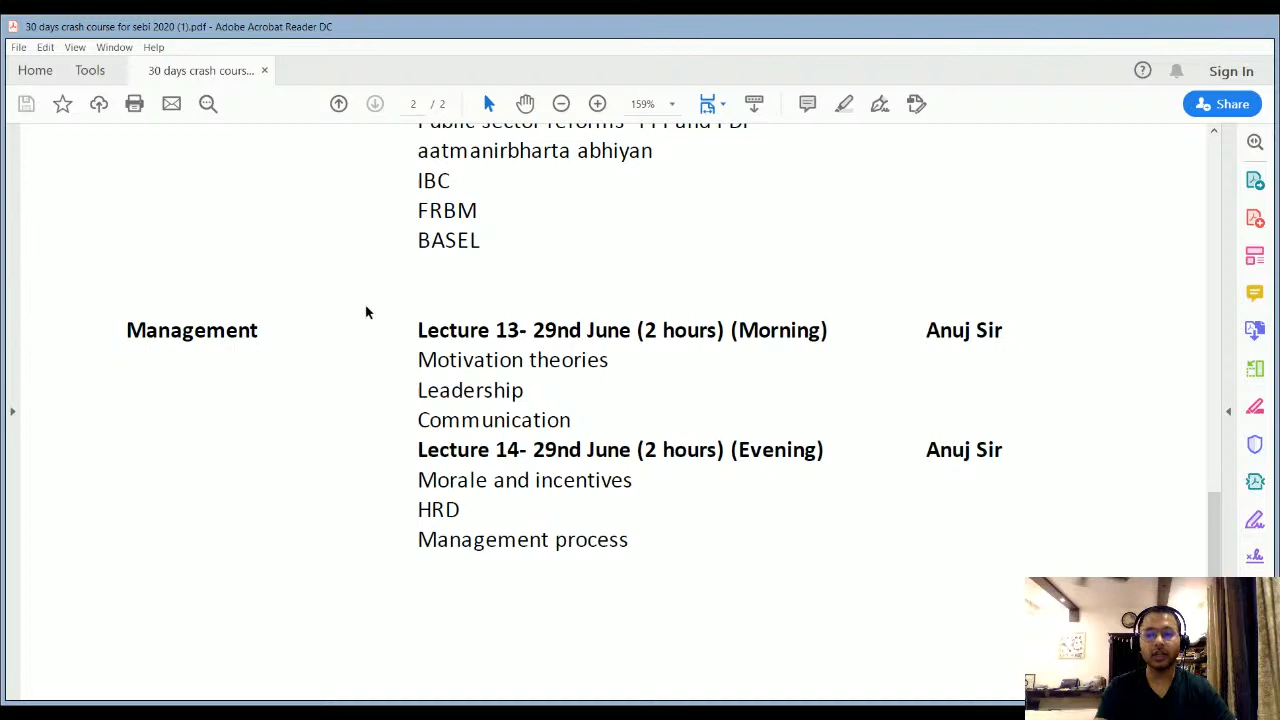 30 days crash course for sebi 2020 (1).pdf - Adobe Acrobat Reader DC
File Edit View Window Help
Home Tools 30 days crash cours... ×
Sign In
2 / 2 159% Share
Public sector reforms
aatmanirbharta abhiyan
IBC
FRBM
BASEL
Management Lecture 13- 29nd June (2 hours) (Morning) Anuj Sir
Motivation theories
Leadership
Communication
Lecture 14- 29nd June (2 hours) (Evening) Anuj Sir
Morale and incentives
HRD
Management process